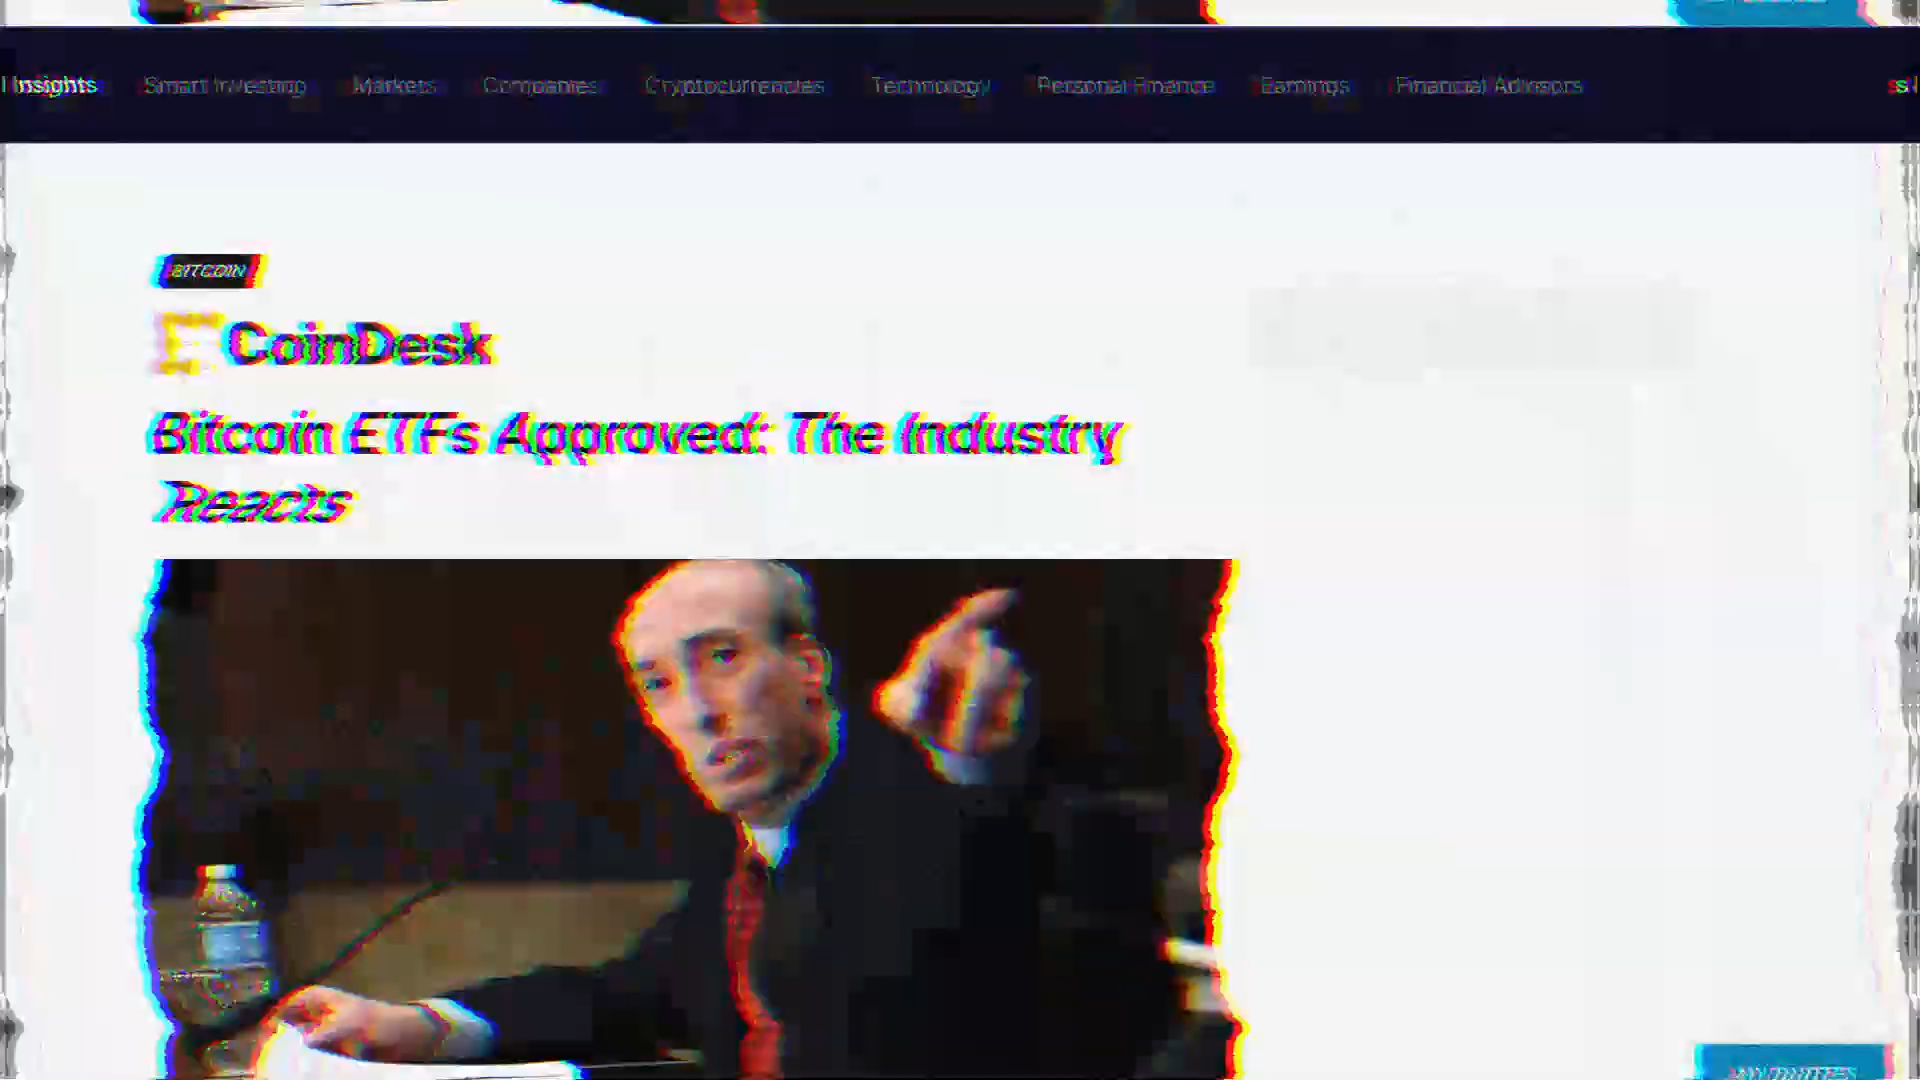 Insights Smart Investing Markets Companies Cryptocurrencies Technology Personal Finance Earnings Financial Advisors
BITCOIN
CoinDesk
Bitcoin ETFs Approved: The Industry
Reacts